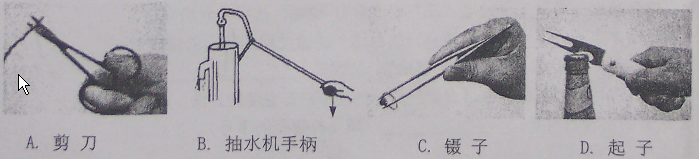 A. 剪 刀 B. 抽水机手柄 C. 镊 子 D. 起 子